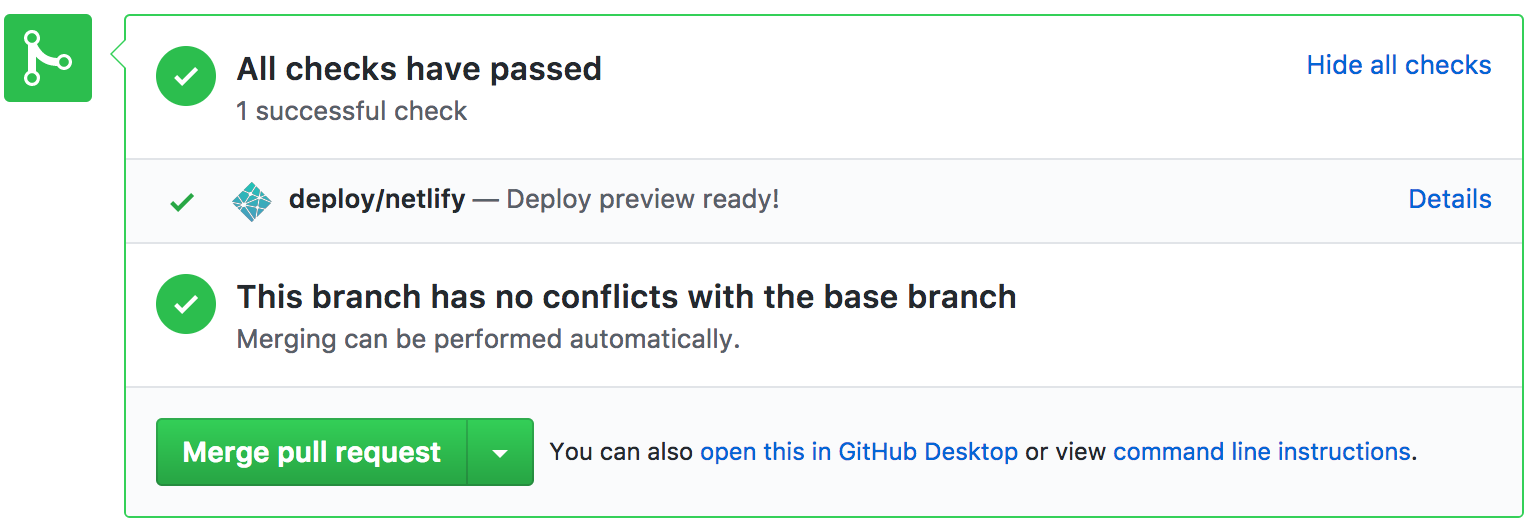 All checks have passed
Hide all checks
1 successful check
deploy/netlify — Deploy preview ready!
Details
This branch has no conflicts with the base branch
Merging can be performed automatically.
Merge pull request
You can also open this in GitHub Desktop or view command line instructions.